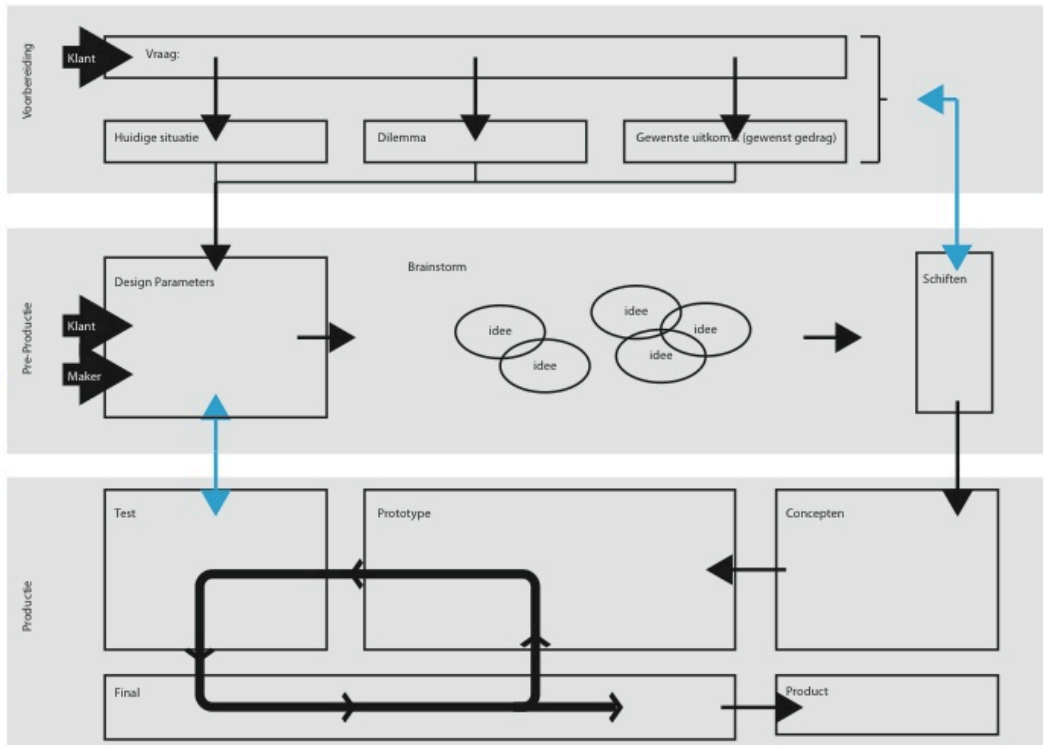 Voorbereiding
Klant
Vraag:
Huidige situatie
Dilemma
Gewenste uitkomst (gewenst gedrag)
Pre-Productie
Design Parameters
Klant
Maker
Brainstorm
idee
idee
idee
idee
idee
Schiften
Productie
Test
Prototype
Concepten
Final
Product